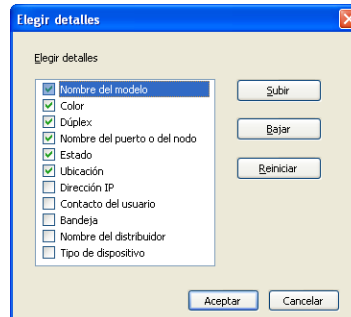 Elegir detalles
Elegir detalles
Nombre del modelo
Color
Dúplex
Nombre del puerto o del nodo
Estado
Ubicación
Dirección IP
Contacto del usuario
Bandeja
Nombre del distribuidor
Tipo de dispositivo
Subir
Bajar
Reiniciar
Aceptar
Cancelar